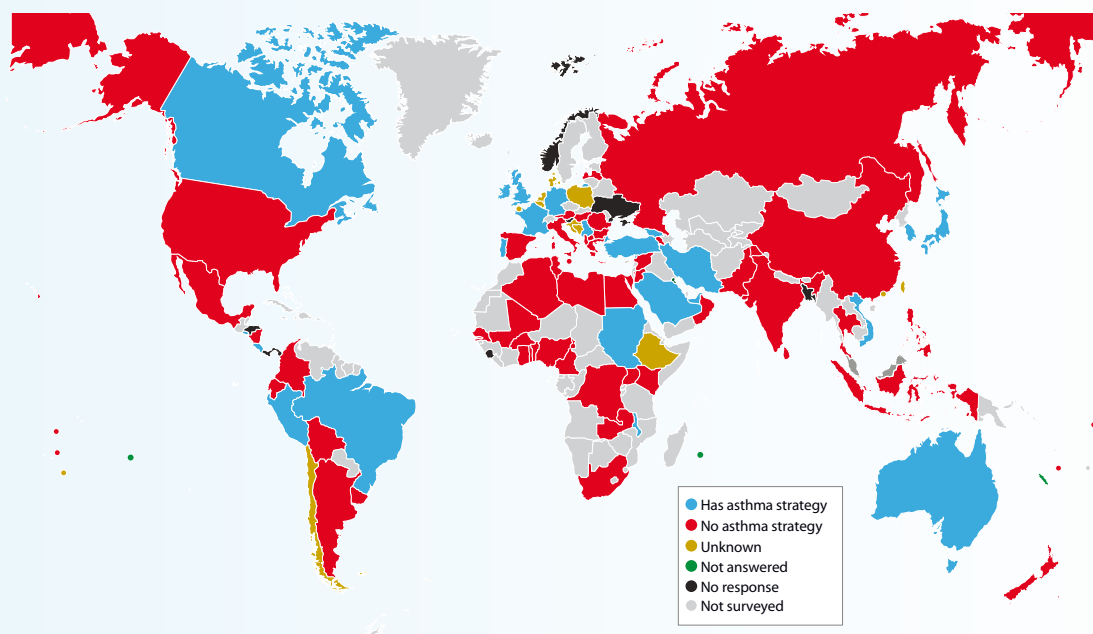 Has asthma strategy
No asthma strategy
Unknown
Not answered
No response
Not surveyed